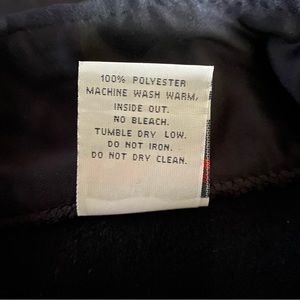 100% POLYESTER
MACHINE WASH WARM,
INSIDE OUT.
NO BLEACH.
TUMBLE DRY LOW.
DO NOT IRON.
DO NOT DRY CLEAN.